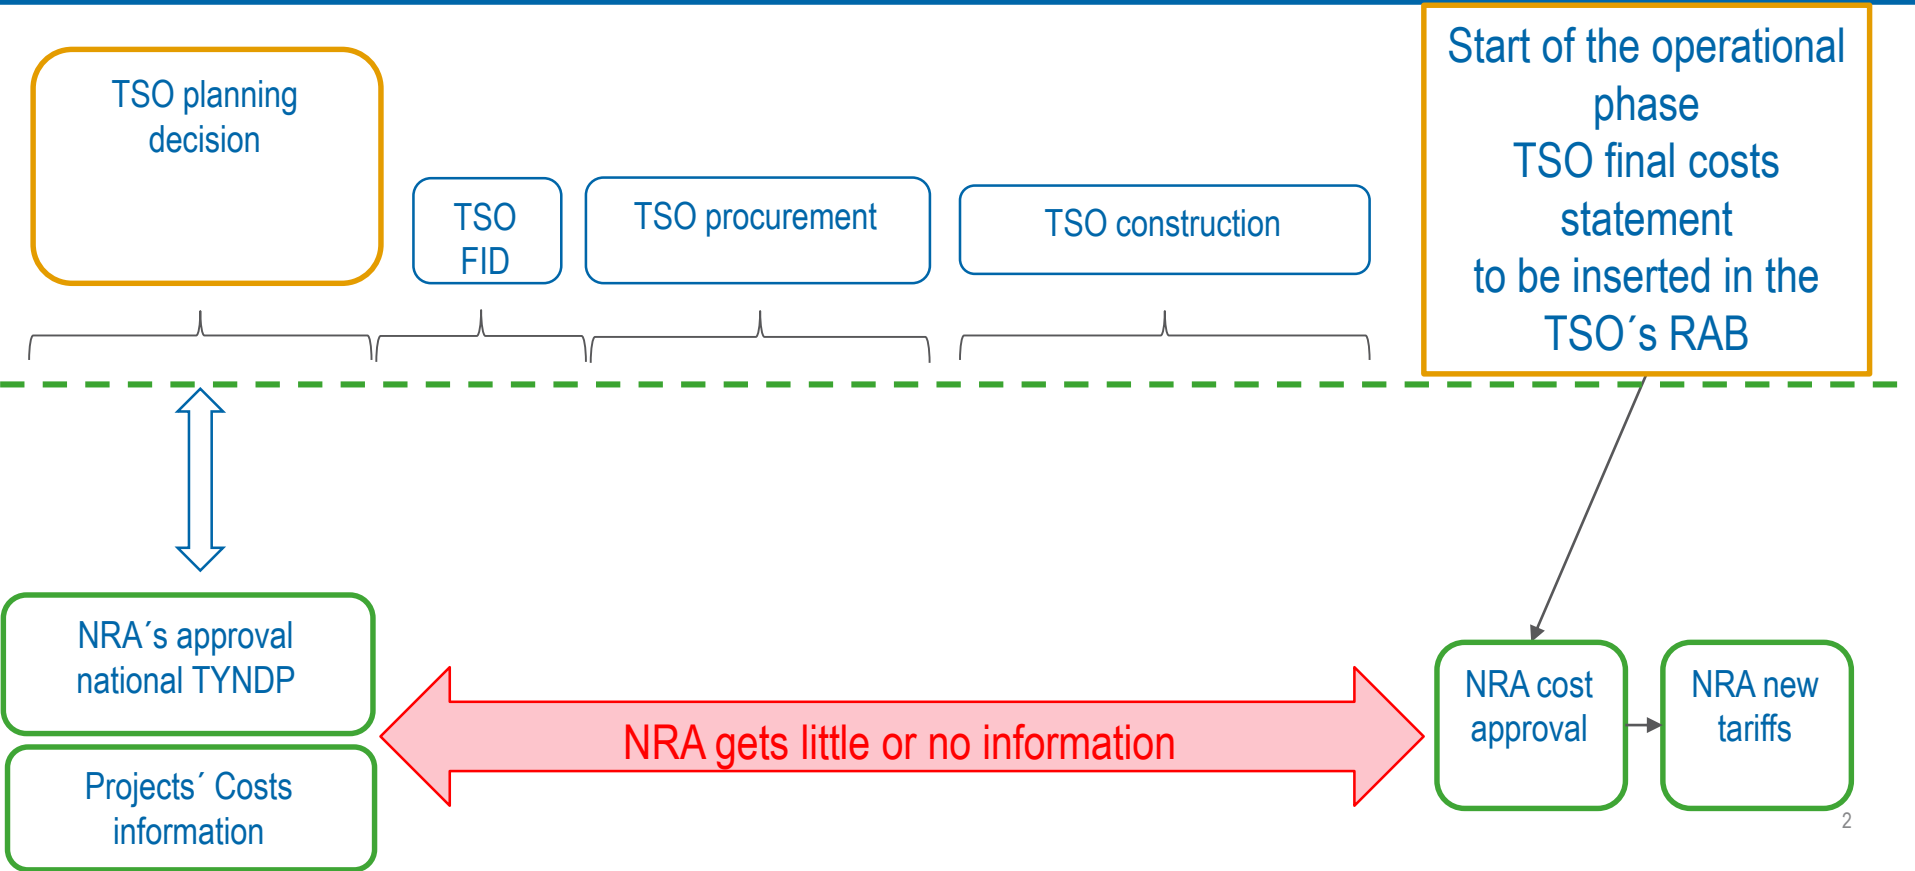 TSO planning
decision
TSO
FID
TSO procurement
TSO construction
Start of the operational
phase
TSO final costs
statement
to be inserted in the
TSO´s RAB
NRA´s approval
national TYNDP
Projects´ Costs
information
NRA gets little or no information
NRA cost
approval
NRA new
tariffs
2